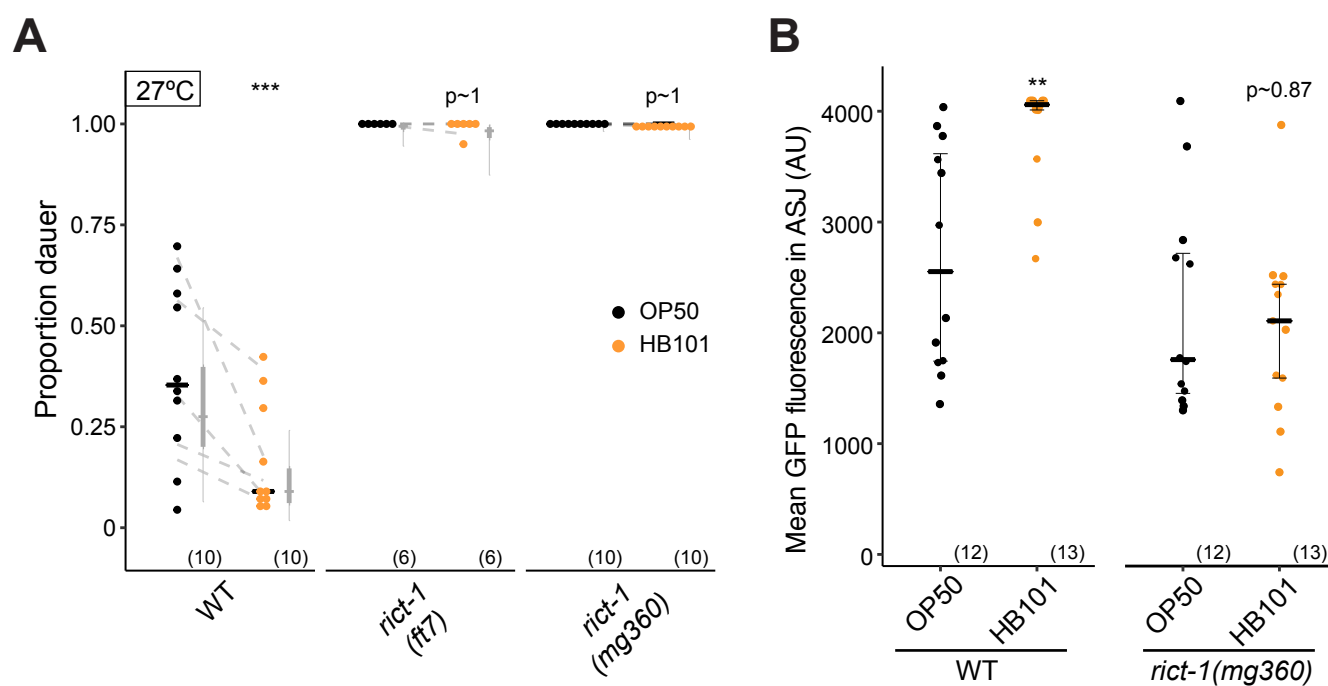 A
27ºC
***
p~1
p~1
1.00
0.75
0.50
0.25
0
Proportion dauer
OP50
HB101
(10)
(10)
(6)
(6)
(10)
(10)
WT
rict-1
(ft7)
rict-1
(mg360)
B
**
p~0.87
4000
3000
2000
1000
0
Mean GFP fluorescence in ASJ (AU)
(12)
(13)
(12)
(13)
OP50
HB101
OP50
HB101
WT
rict-1(mg360)